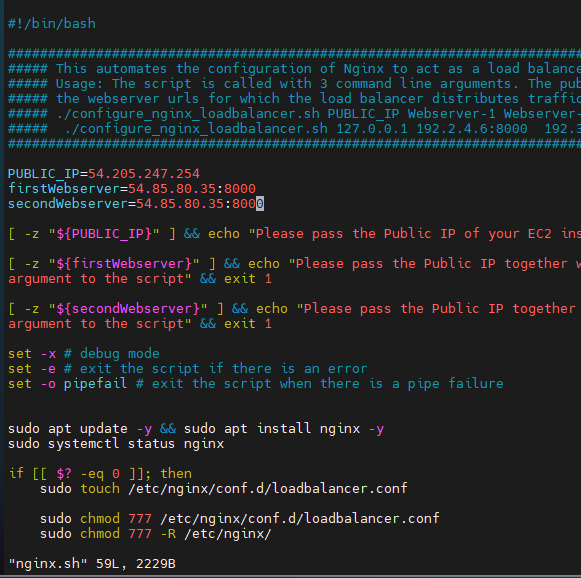 #!/bin/bash
######################################################################
##### This automates the configuration of Nginx to act as a load balance
##### Usage: The script is called with 3 command line arguments. The pub
##### the webserver urls for which the load balancer distributes traffic
##### ./configure_nginx_loadbalancer.sh PUBLIC_IP Webserver-1 Webserver-
#####  ./configure_nginx_loadbalancer.sh 127.0.0.1 192.2.4.6:8000  192.3
######################################################################
PUBLIC_IP=54.205.247.254
firstWebserver=54.85.80.35:8000
secondWebserver=54.85.80.35:8000
[ -z "${PUBLIC_IP}" ] && echo "Please pass the Public IP of your EC2 ins
[ -z "${firstWebserver}" ] && echo "Please pass the Public IP together w
argument to the script" && exit 1
[ -z "${secondWebserver}" ] && echo "Please pass the Public IP together
argument to the script" && exit 1
set -x # debug mode
set -e # exit the script if there is an error
set -o pipefail # exit the script when there is a pipe failure
sudo apt update -y && sudo apt install nginx -y
sudo systemctl status nginx
if [[ $? -eq 0 ]]; then
    sudo touch /etc/nginx/conf.d/loadbalancer.conf
    sudo chmod 777 /etc/nginx/conf.d/loadbalancer.conf
    sudo chmod 777 -R /etc/nginx/
"nginx.sh" 59L, 2229B